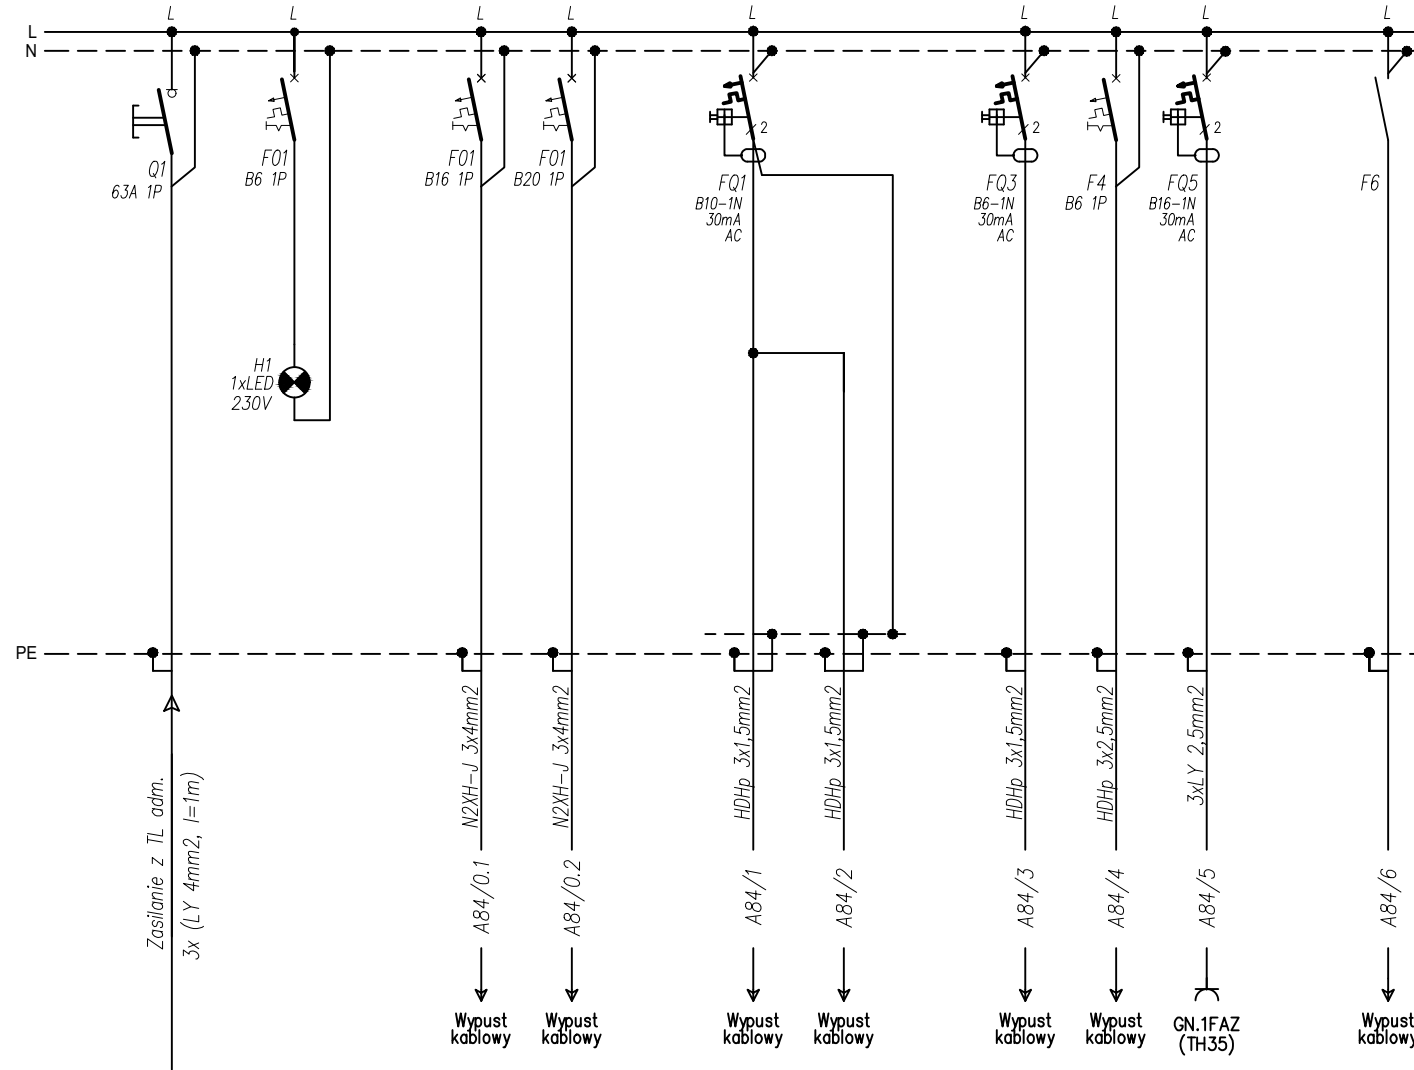 L L L L L L L L L
L
N
Q1
63A 1P
F01
B6 1P
F01
B16 1P
F01
B20 1P
2
FQ1
B10-1N
30mA
AC
2
FQ3
B6-1N
30mA
AC
F4
B6 1P
2
FQ5
B16-1N
30mA
AC
F6
H1
1xLED
230V
PE
Zasilanie z TL adm.
3x (LY 4mm2, l=1m)
N2XH-J 3x4mm2
N2XH-J 3x4mm2
HDHp 3x1,5mm2
HDHp 3x1,5mm2
HDHp 3x1,5mm2
HDHp 3x2,5mm2
3xLY 2,5mm2
A84/0.1
A84/0.2
A84/1
A84/2
A84/3
A84/4
A84/5
A84/6
Wypust
kablowy
Wypust
kablowy
Wypust
kablowy
Wypust
kablowy
Wypust
kablowy
Wypust
kablowy
GN.1FAZ
(TH35)
Wypust
kablowy